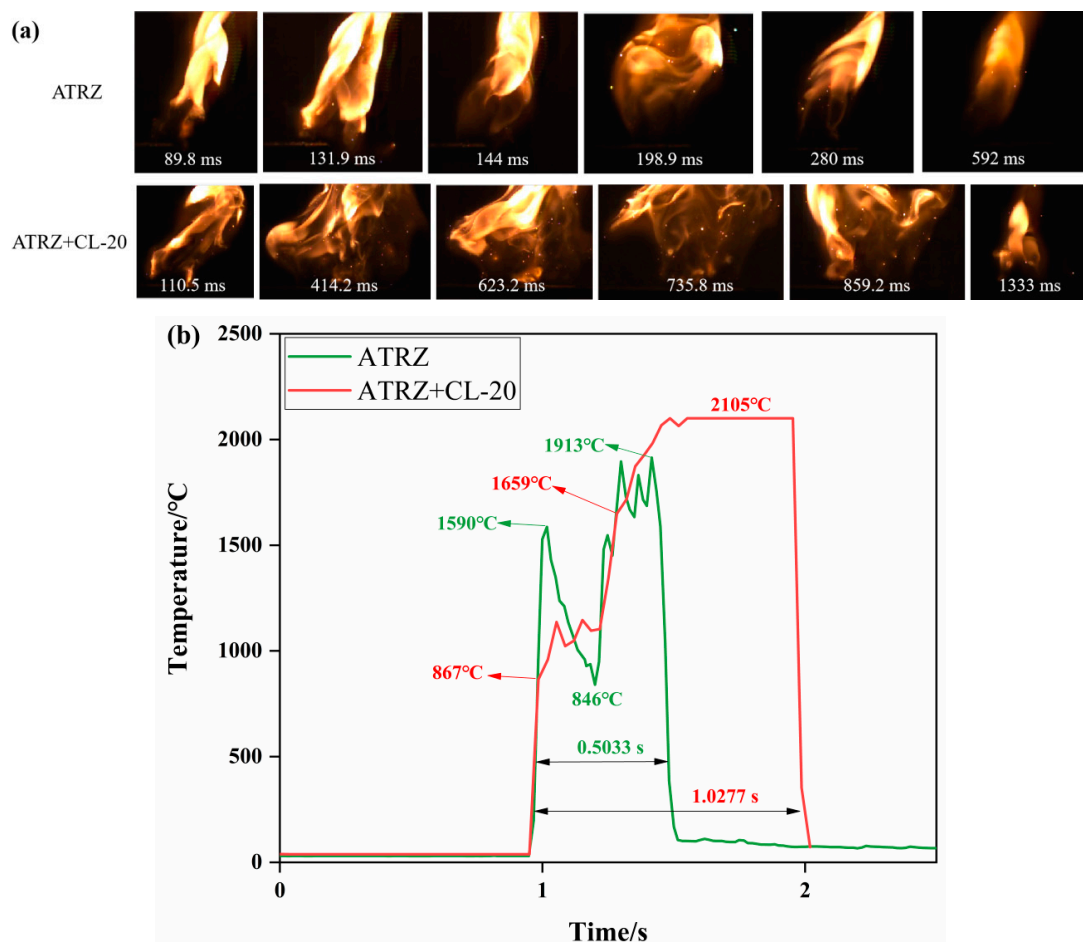 (a)
ATRZ
89.8 ms
131.9 ms
144 ms
198.9 ms
280 ms
592 ms
ATRZ+CL-20
110.5 ms
414.2 ms
623.2 ms
735.8 ms
859.2 ms
1333 ms
(b)
ATRZ
ATRZ+CL-20
2500
2000
1500
1000
500
0
Temperature/℃
2105℃
1913℃
1659℃
1590℃
867℃
846℃
0.5033 s
1.0277 s
0
1
2
Time/s